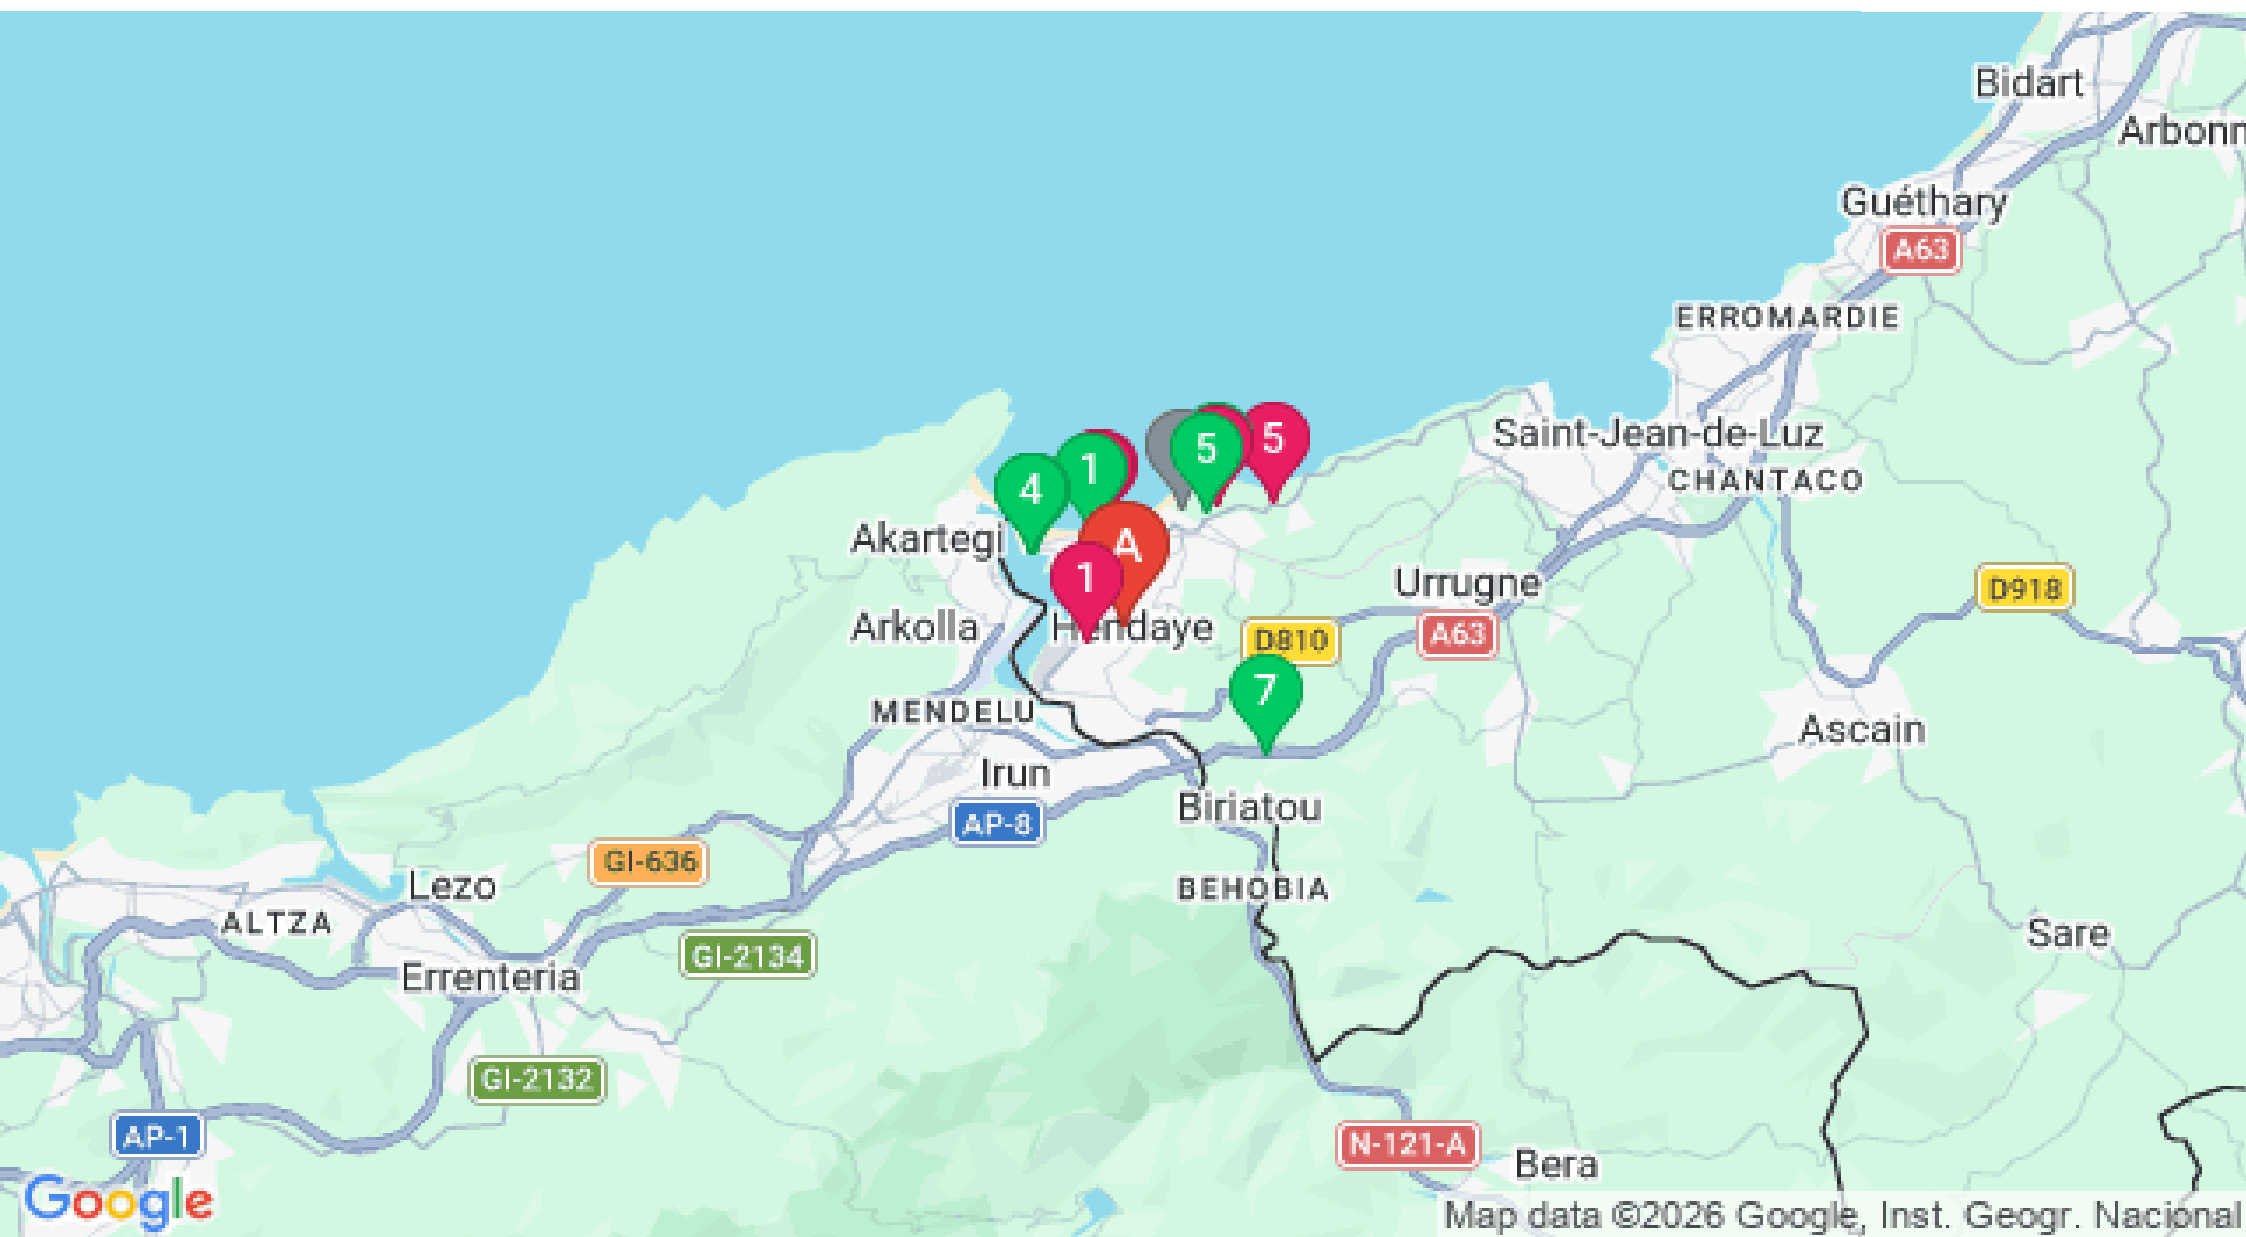 Bidart
Arbonn
Guéthary
A63
ERROMARDIE
Saint-Jean-de-Luz
CHANTACO
5
5
1
4
Akartegi
A
1
Urrugne
D918
Arkolla
Hendaye
D810
A63
7
MENDELU
Ascain
Irun
Biriatou
AP-8
GI-636
Lezo
BEHOBIA
ALTZA
Sare
GI-2134
Errenteria
GI-2132
AP-1
N-121-A
Bera
Google
Map data ©2026 Google, Inst. Geogr. Nacional